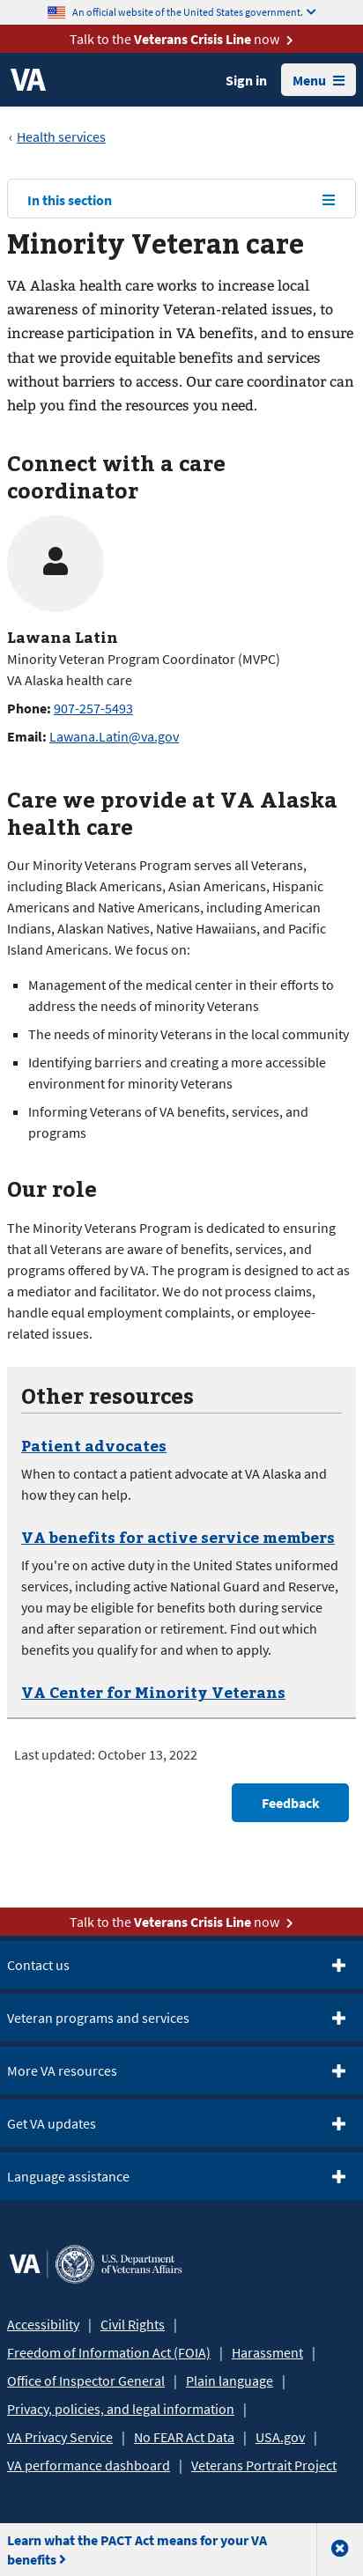 An official website of the United States government.
Talk to the Veterans Crisis Line now
VA
Sign in
Menu
‹ Health services
In this section
Minority Veteran care
VA Alaska health care works to increase local
awareness of minority Veteran-related issues, to
increase participation in VA benefits, and to ensure
that we provide equitable benefits and services
without barriers to access. Our care coordinator can
help you find the resources you need.
Connect with a care
coordinator
Lawana Latin
Minority Veteran Program Coordinator (MVPC)
VA Alaska health care
Phone: 907-257-5493
Email: Lawana.Latin@va.gov
Care we provide at VA Alaska
health care
Our Minority Veterans Program serves all Veterans,
including Black Americans, Asian Americans, Hispanic
Americans and Native Americans, including American
Indians, Alaskan Natives, Native Hawaiians, and Pacific
Island Americans. We focus on:
▪ Management of the medical center in their efforts to
address the needs of minority Veterans
▪ The needs of minority Veterans in the local community
▪ Identifying barriers and creating a more accessible
environment for minority Veterans
▪ Informing Veterans of VA benefits, services, and
programs
Our role
The Minority Veterans Program is dedicated to ensuring
that all Veterans are aware of benefits, services, and
programs offered by VA. The program is designed to act as
a mediator and facilitator. We do not process claims,
handle equal employment complaints, or employee-
related issues.
Other resources
Patient advocates
When to contact a patient advocate at VA Alaska and
how they can help.
VA benefits for active service members
If you're on active duty in the United States uniformed
services, including active National Guard and Reserve,
you may be eligible for benefits both during service
and after separation or retirement. Find out which
benefits you qualify for and when to apply.
VA Center for Minority Veterans
Last updated: October 13, 2022
Feedback
Talk to the Veterans Crisis Line now
Contact us
Veteran programs and services
More VA resources
Get VA updates
Language assistance
VA | U.S. Department
of Veterans Affairs
Accessibility | Civil Rights |
Freedom of Information Act (FOIA) | Harassment |
Office of Inspector General | Plain language |
Privacy, policies, and legal information |
VA Privacy Service | No FEAR Act Data | USA.gov |
VA performance dashboard | Veterans Portrait Project
Learn what the PACT Act means for your VA
benefits